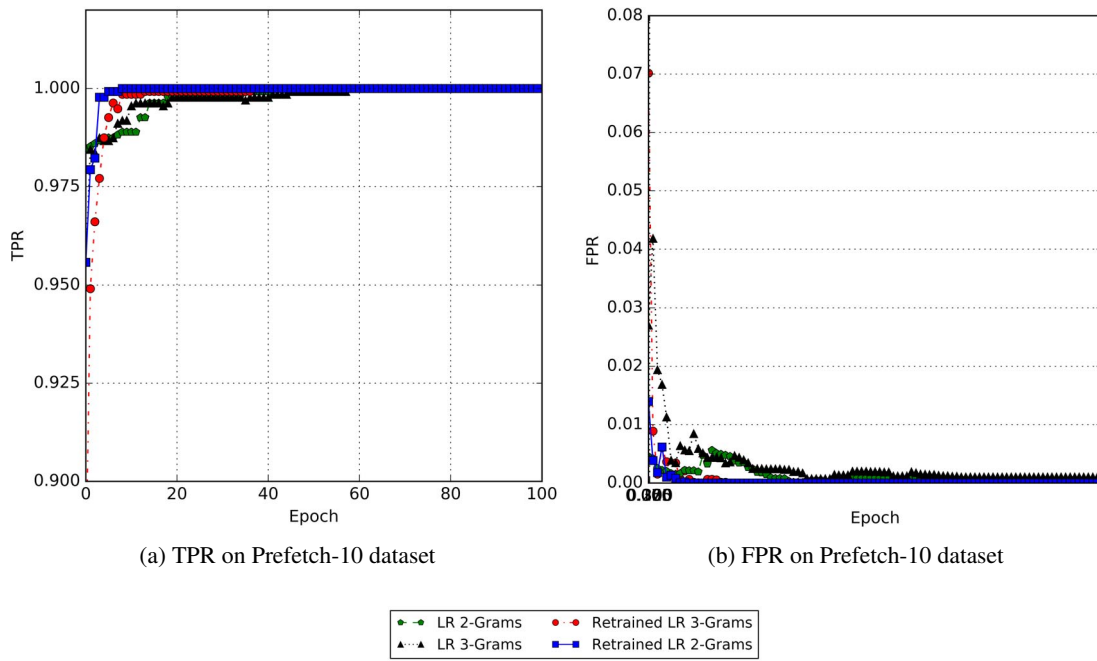 1.000
0.975
0.950
0.925
0.900
TPR
0 20 40 60 80 100
Epoch
(a) TPR on Prefetch-10 dataset
0.08
0.07
0.06
0.05
0.04
0.03
0.02
0.01
0.00
FPR
Epoch
(b) FPR on Prefetch-10 dataset
LR 2-Grams
LR 3-Grams
Retrained LR 3-Grams
Retrained LR 2-Grams